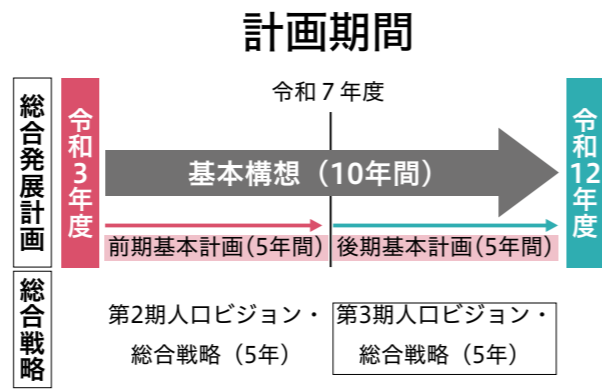 計画期間
総合発展計画
令和3年度
令和７年度
令和12年度
基本構想（10年間）
前期基本計画(5年間)
後期基本計画(5年間)
総合戦略
第2期人口ビジョン・
総合戦略（5年）
第3期人口ビジョン・
総合戦略（5年）